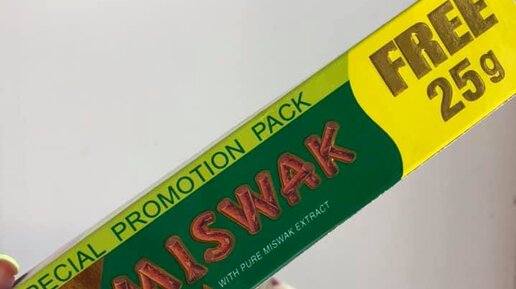 PECIAL PROMOTION PACK
MISWAK
WITH PURE MISWAK EXTRACT
FREE
25g